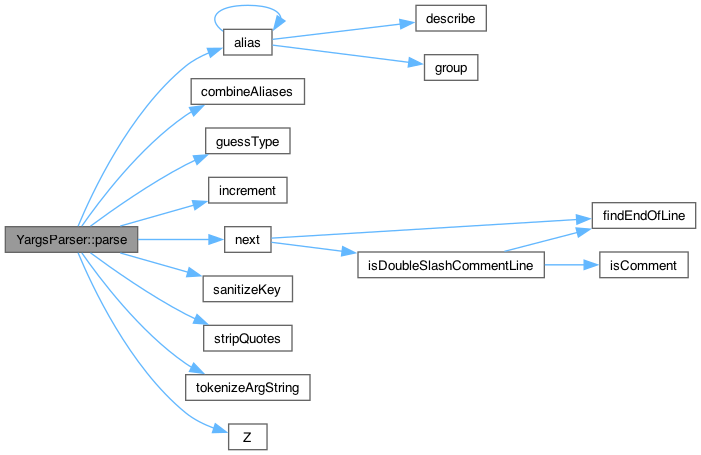 YargsParser::parse
alias
describe
group
combineAliases
guessType
increment
next
findEndOfLine
isDoubleSlashCommentLine
isComment
sanitizeKey
stripQuotes
tokenizeArgString
Z